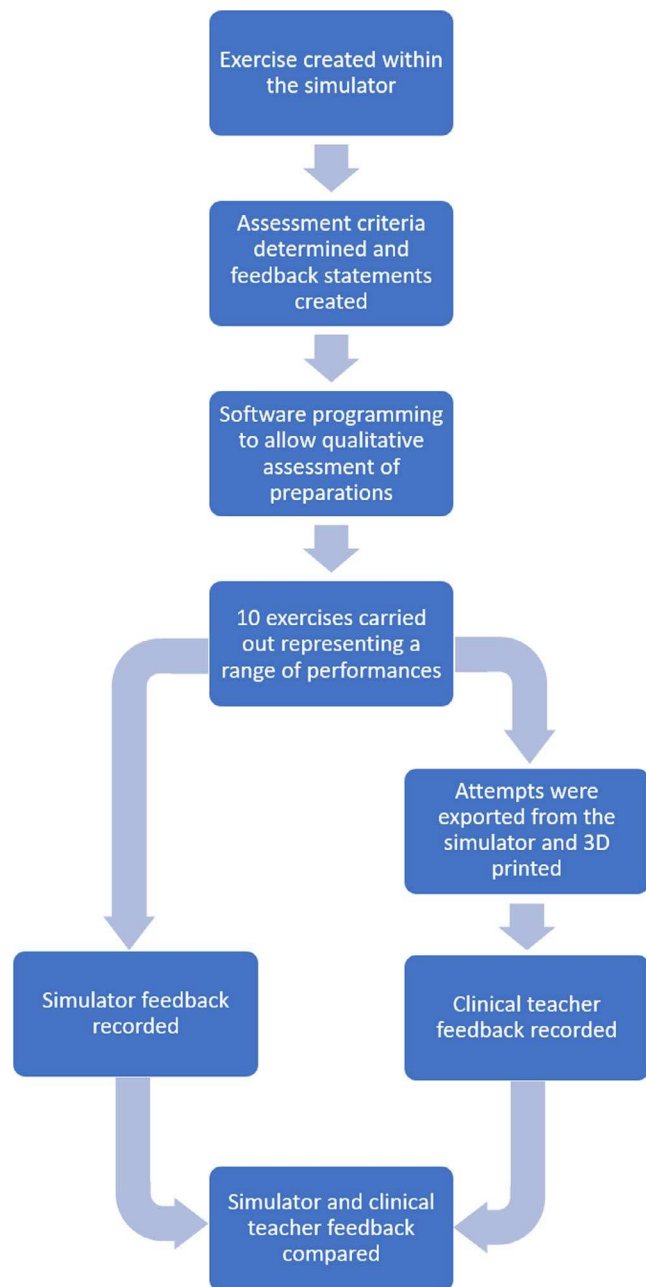 Exercise created within
the simulator
Assessment criteria
determined and
feedback statements
created
Software programming
to allow qualitative
assessment of
preparations
10 exercises carried
out representing a
range of performances
Attempts were
exported from the
simulator and 3D
printed
Simulator feedback
recorded
Clinical teacher
feedback recorded
Simulator and clinical
teacher feedback
compared